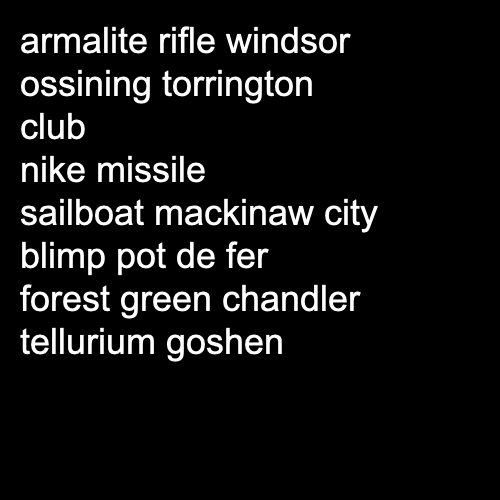 armalite rifle windsor
ossining torrington
club
nike missile
sailboat mackinaw city
blimp pot de fer
forest green chandler
tellurium goshen